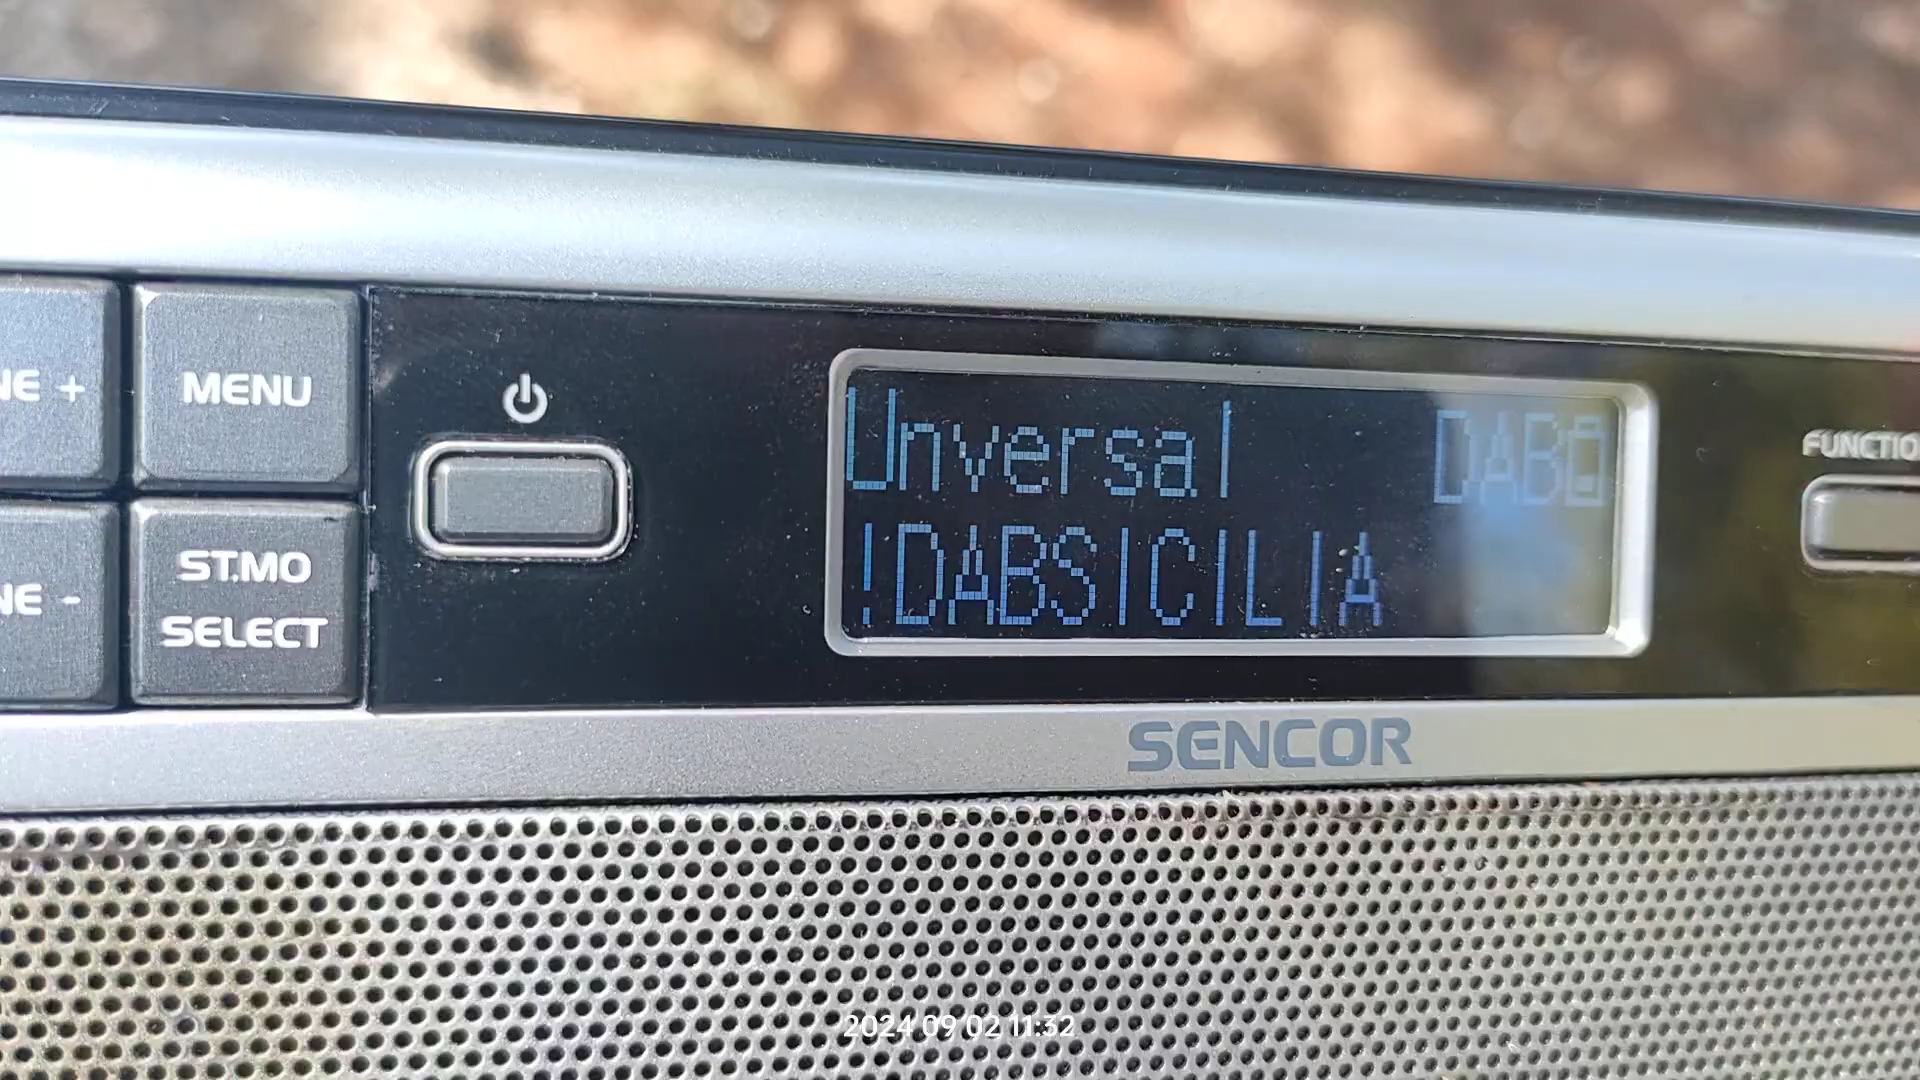 NE +
MENU
Unversal DAB
FUNCTIO
!DABSICILIA
NE -
ST.MO
SELECT
SENCOR
2024 09 02 11:32